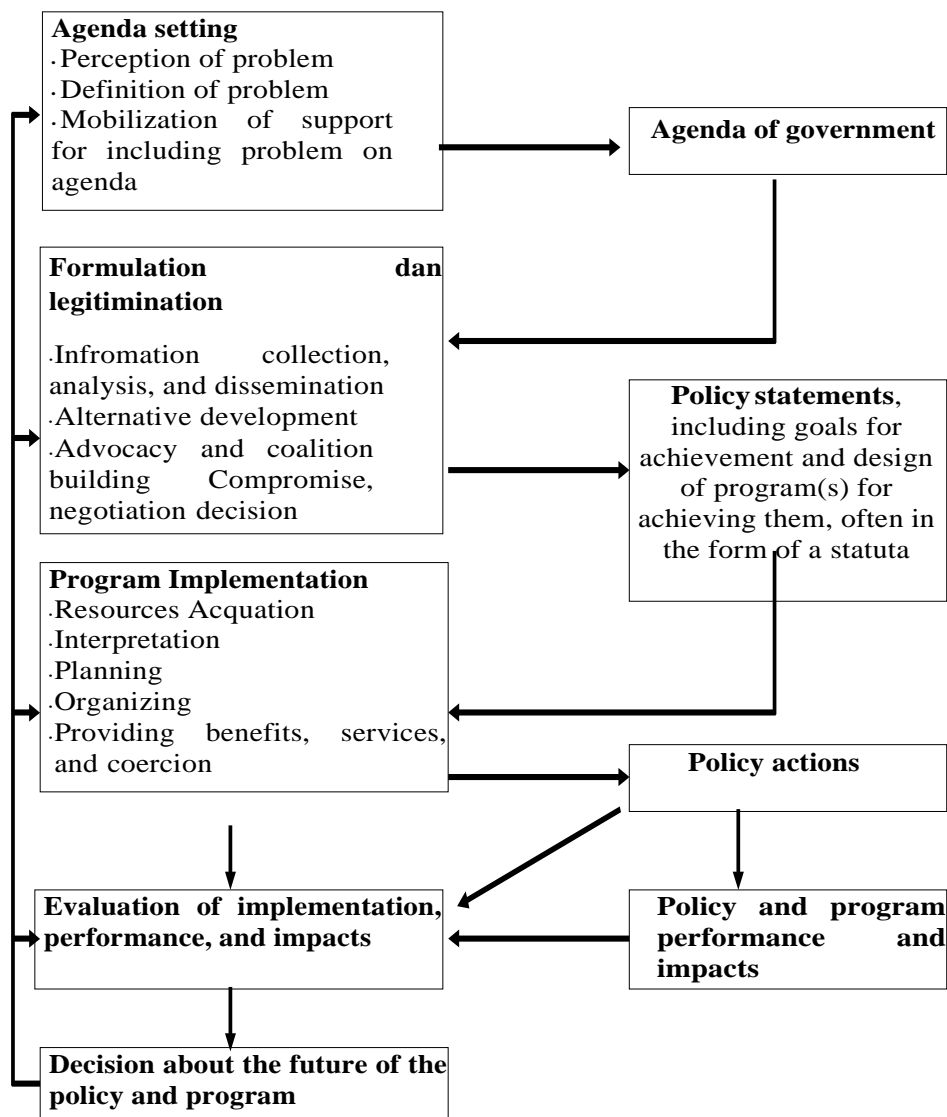 Agenda setting
·Perception of problem
·Definition of problem
·Mobilization of support
for including problem on
agenda
Agenda of government
Formulation dan
legitimination
·Infromation collection,
analysis, and dissemination
·Alternative development
·Advocacy and coalition
building Compromise,
negotiation decision
Policy statements,
including goals for
achievement and design
of program(s) for
achieving them, often in
the form of a statuta
Program Implementation
·Resources Acquation
·Interpretation
·Planning
·Organizing
·Providing benefits, services,
and coercion
Policy actions
Evaluation of implementation,
performance, and impacts
Policy and program
performance and
impacts
Decision about the future of the
policy and program